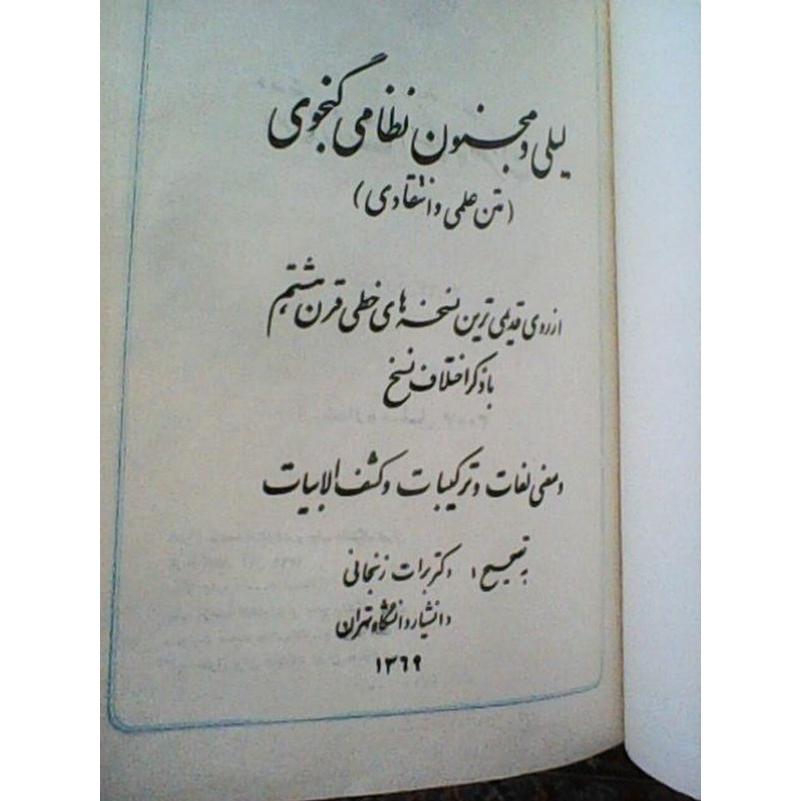 لیلی و مجنون نظامی گنجوی
(متن علمی و انتقادی)
از روی قدیمی ترین نسخه های خطی قرن هشتم
با ذکر اختلاف نسخ
و معنی لغات و ترکیبات و کشف الابیات
به تصحیح: دکتر برات زنجانی
دانشیار دانشگاه تهران
۱۳۶۹